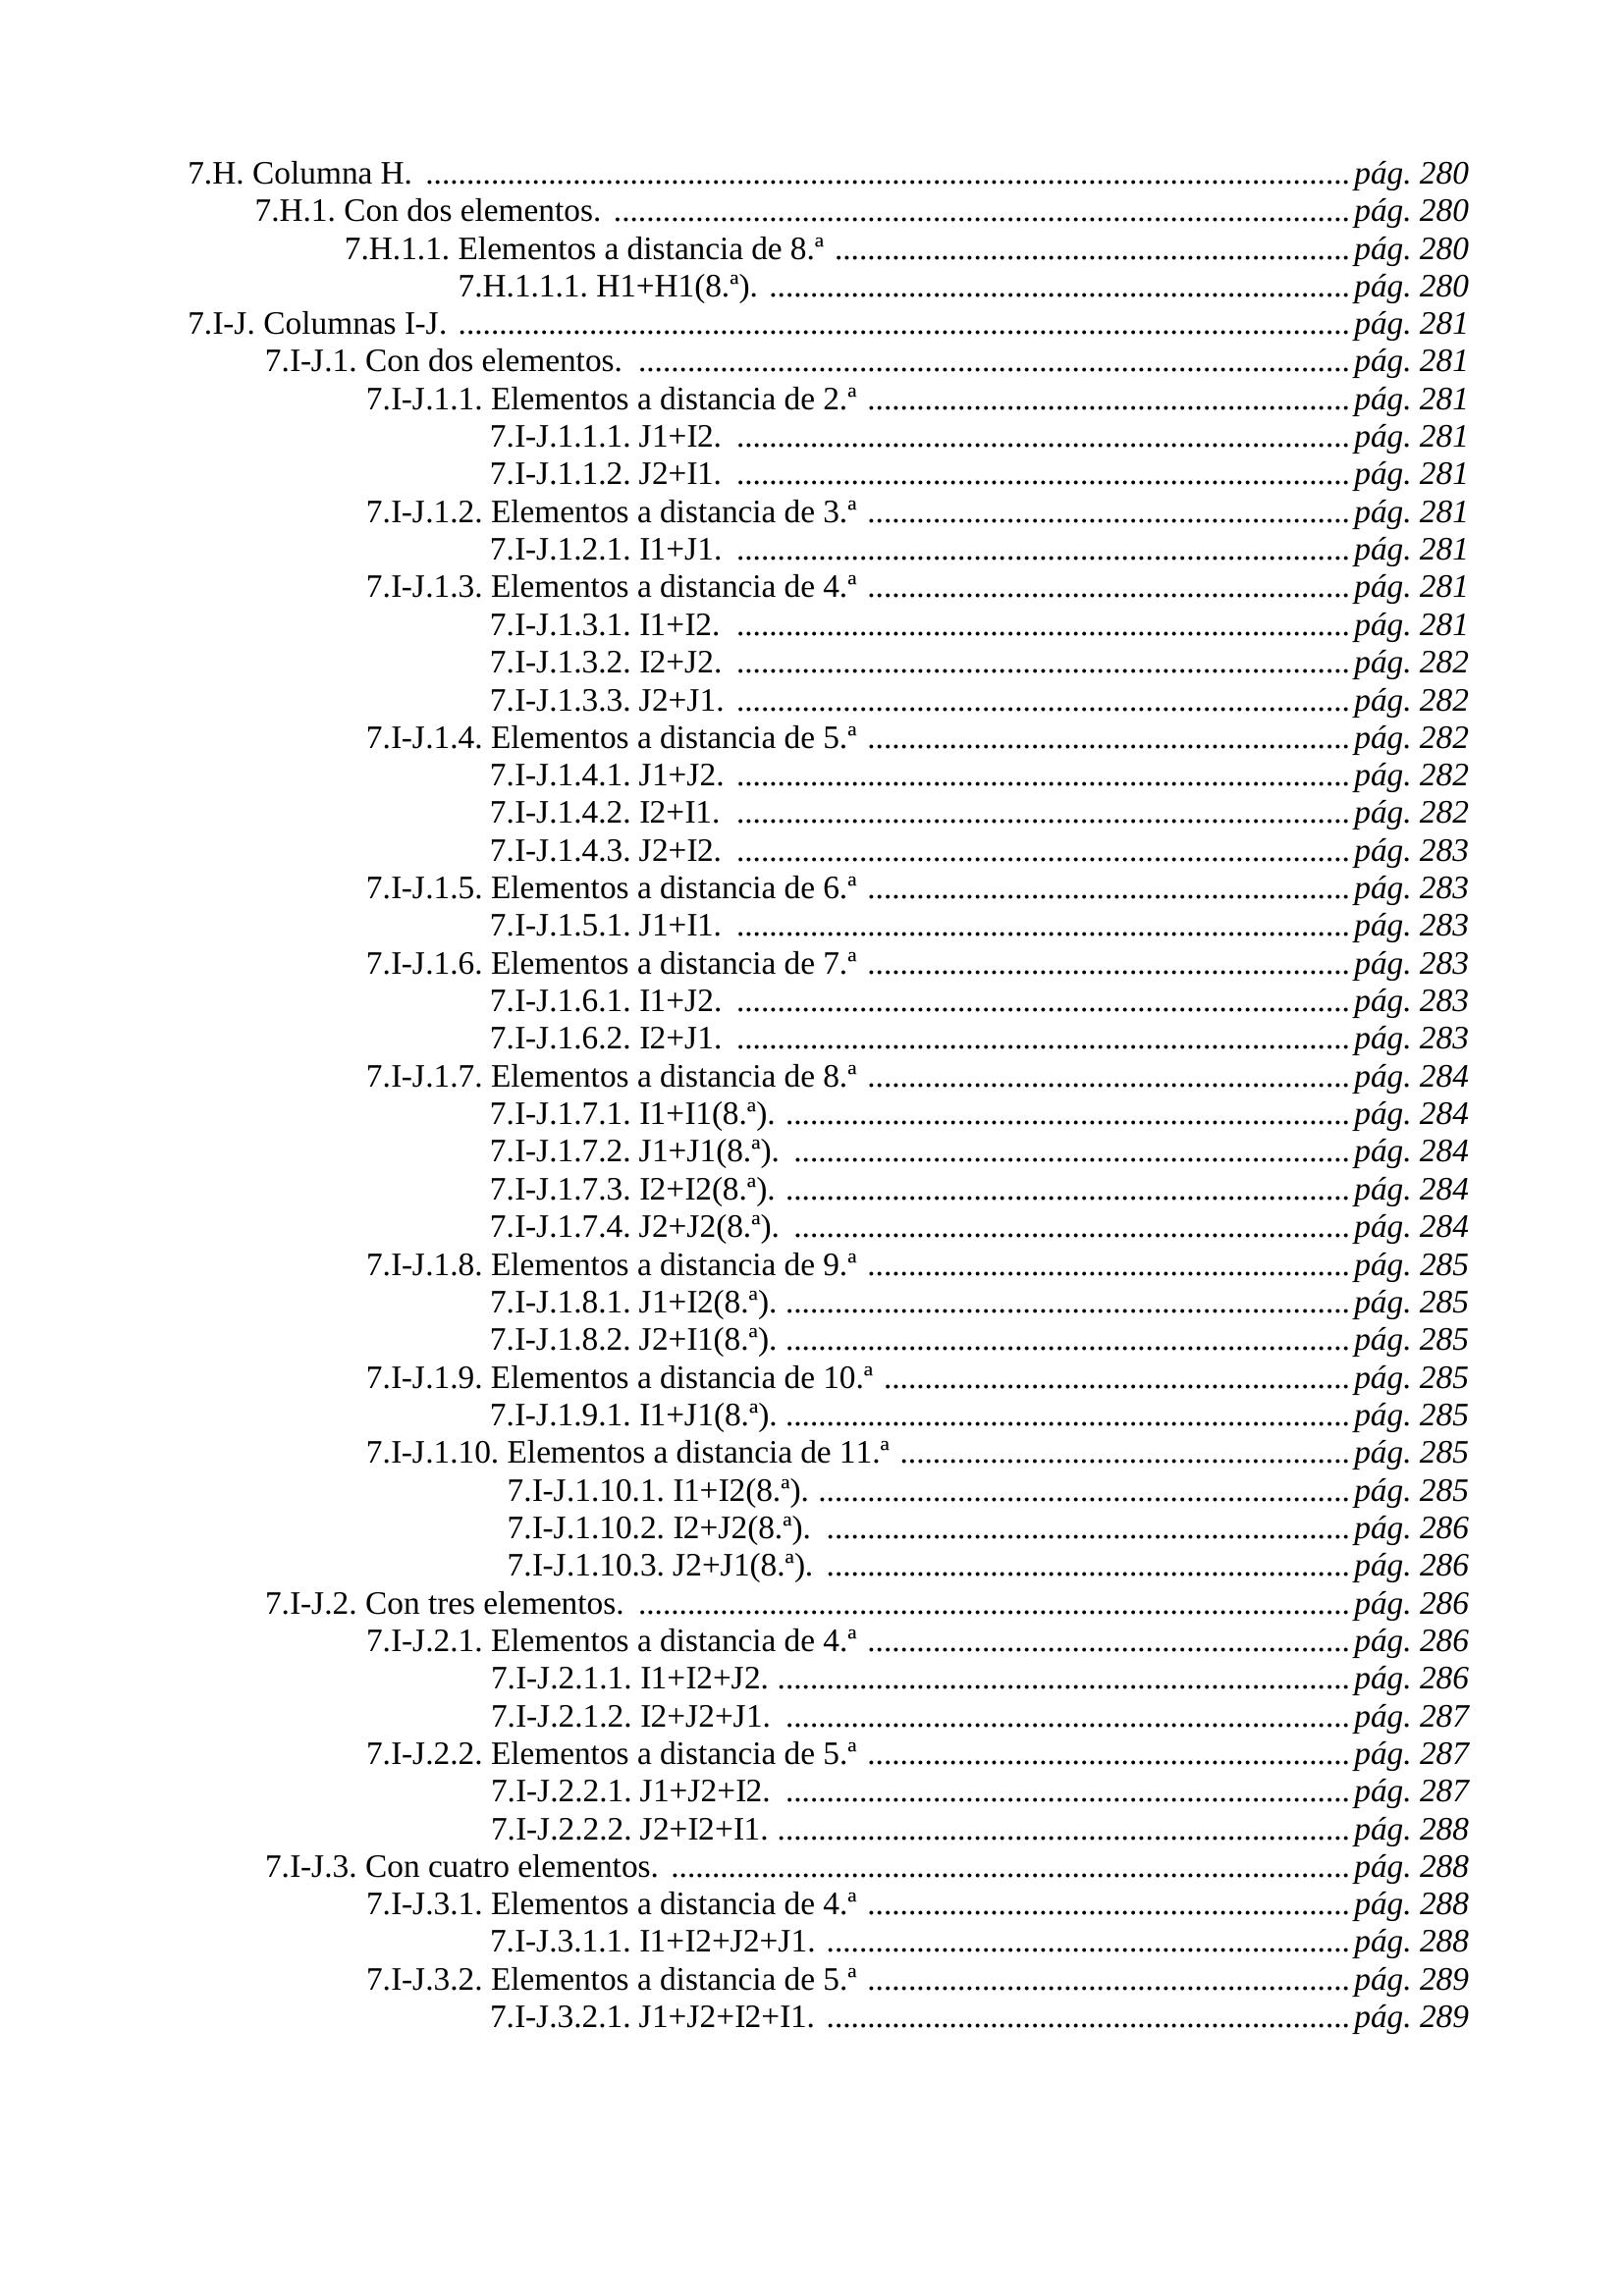 7.H. Columna H. ........ pág. 280
7.H.1. Con dos elementos. ........ pág. 280
7.H.1.1. Elementos a distancia de 8.ª ........ pág. 280
7.H.1.1.1. H1+H1(8.ª). ........ pág. 280
7.I-J. Columnas I-J. ........ pág. 281
7.I-J.1. Con dos elementos. ........ pág. 281
7.I-J.1.1. Elementos a distancia de 2.ª ........ pág. 281
7.I-J.1.1.1. J1+I2. ........ pág. 281
7.I-J.1.1.2. J2+I1. ........ pág. 281
7.I-J.1.2. Elementos a distancia de 3.ª ........ pág. 281
7.I-J.1.2.1. I1+J1. ........ pág. 281
7.I-J.1.3. Elementos a distancia de 4.ª ........ pág. 281
7.I-J.1.3.1. I1+I2. ........ pág. 281
7.I-J.1.3.2. I2+J2. ........ pág. 282
7.I-J.1.3.3. J2+J1. ........ pág. 282
7.I-J.1.4. Elementos a distancia de 5.ª ........ pág. 282
7.I-J.1.4.1. J1+J2. ........ pág. 282
7.I-J.1.4.2. I2+I1. ........ pág. 282
7.I-J.1.4.3. J2+I2. ........ pág. 283
7.I-J.1.5. Elementos a distancia de 6.ª ........ pág. 283
7.I-J.1.5.1. J1+I1. ........ pág. 283
7.I-J.1.6. Elementos a distancia de 7.ª ........ pág. 283
7.I-J.1.6.1. I1+J2. ........ pág. 283
7.I-J.1.6.2. I2+J1. ........ pág. 283
7.I-J.1.7. Elementos a distancia de 8.ª ........ pág. 284
7.I-J.1.7.1. I1+I1(8.ª). ........ pág. 284
7.I-J.1.7.2. J1+J1(8.ª). ........ pág. 284
7.I-J.1.7.3. I2+I2(8.ª). ........ pág. 284
7.I-J.1.7.4. J2+J2(8.ª). ........ pág. 284
7.I-J.1.8. Elementos a distancia de 9.ª ........ pág. 285
7.I-J.1.8.1. J1+I2(8.ª). ........ pág. 285
7.I-J.1.8.2. J2+I1(8.ª). ........ pág. 285
7.I-J.1.9. Elementos a distancia de 10.ª ........ pág. 285
7.I-J.1.9.1. I1+J1(8.ª). ........ pág. 285
7.I-J.1.10. Elementos a distancia de 11.ª ........ pág. 285
7.I-J.1.10.1. I1+I2(8.ª). ........ pág. 285
7.I-J.1.10.2. I2+J2(8.ª). ........ pág. 286
7.I-J.1.10.3. J2+J1(8.ª). ........ pág. 286
7.I-J.2. Con tres elementos. ........ pág. 286
7.I-J.2.1. Elementos a distancia de 4.ª ........ pág. 286
7.I-J.2.1.1. I1+I2+J2. ........ pág. 286
7.I-J.2.1.2. I2+J2+J1. ........ pág. 287
7.I-J.2.2. Elementos a distancia de 5.ª ........ pág. 287
7.I-J.2.2.1. J1+J2+I2. ........ pág. 287
7.I-J.2.2.2. J2+I2+I1. ........ pág. 288
7.I-J.3. Con cuatro elementos. ........ pág. 288
7.I-J.3.1. Elementos a distancia de 4.ª ........ pág. 288
7.I-J.3.1.1. I1+I2+J2+J1. ........ pág. 288
7.I-J.3.2. Elementos a distancia de 5.ª ........ pág. 289
7.I-J.3.2.1. J1+J2+I2+I1. ........ pág. 289